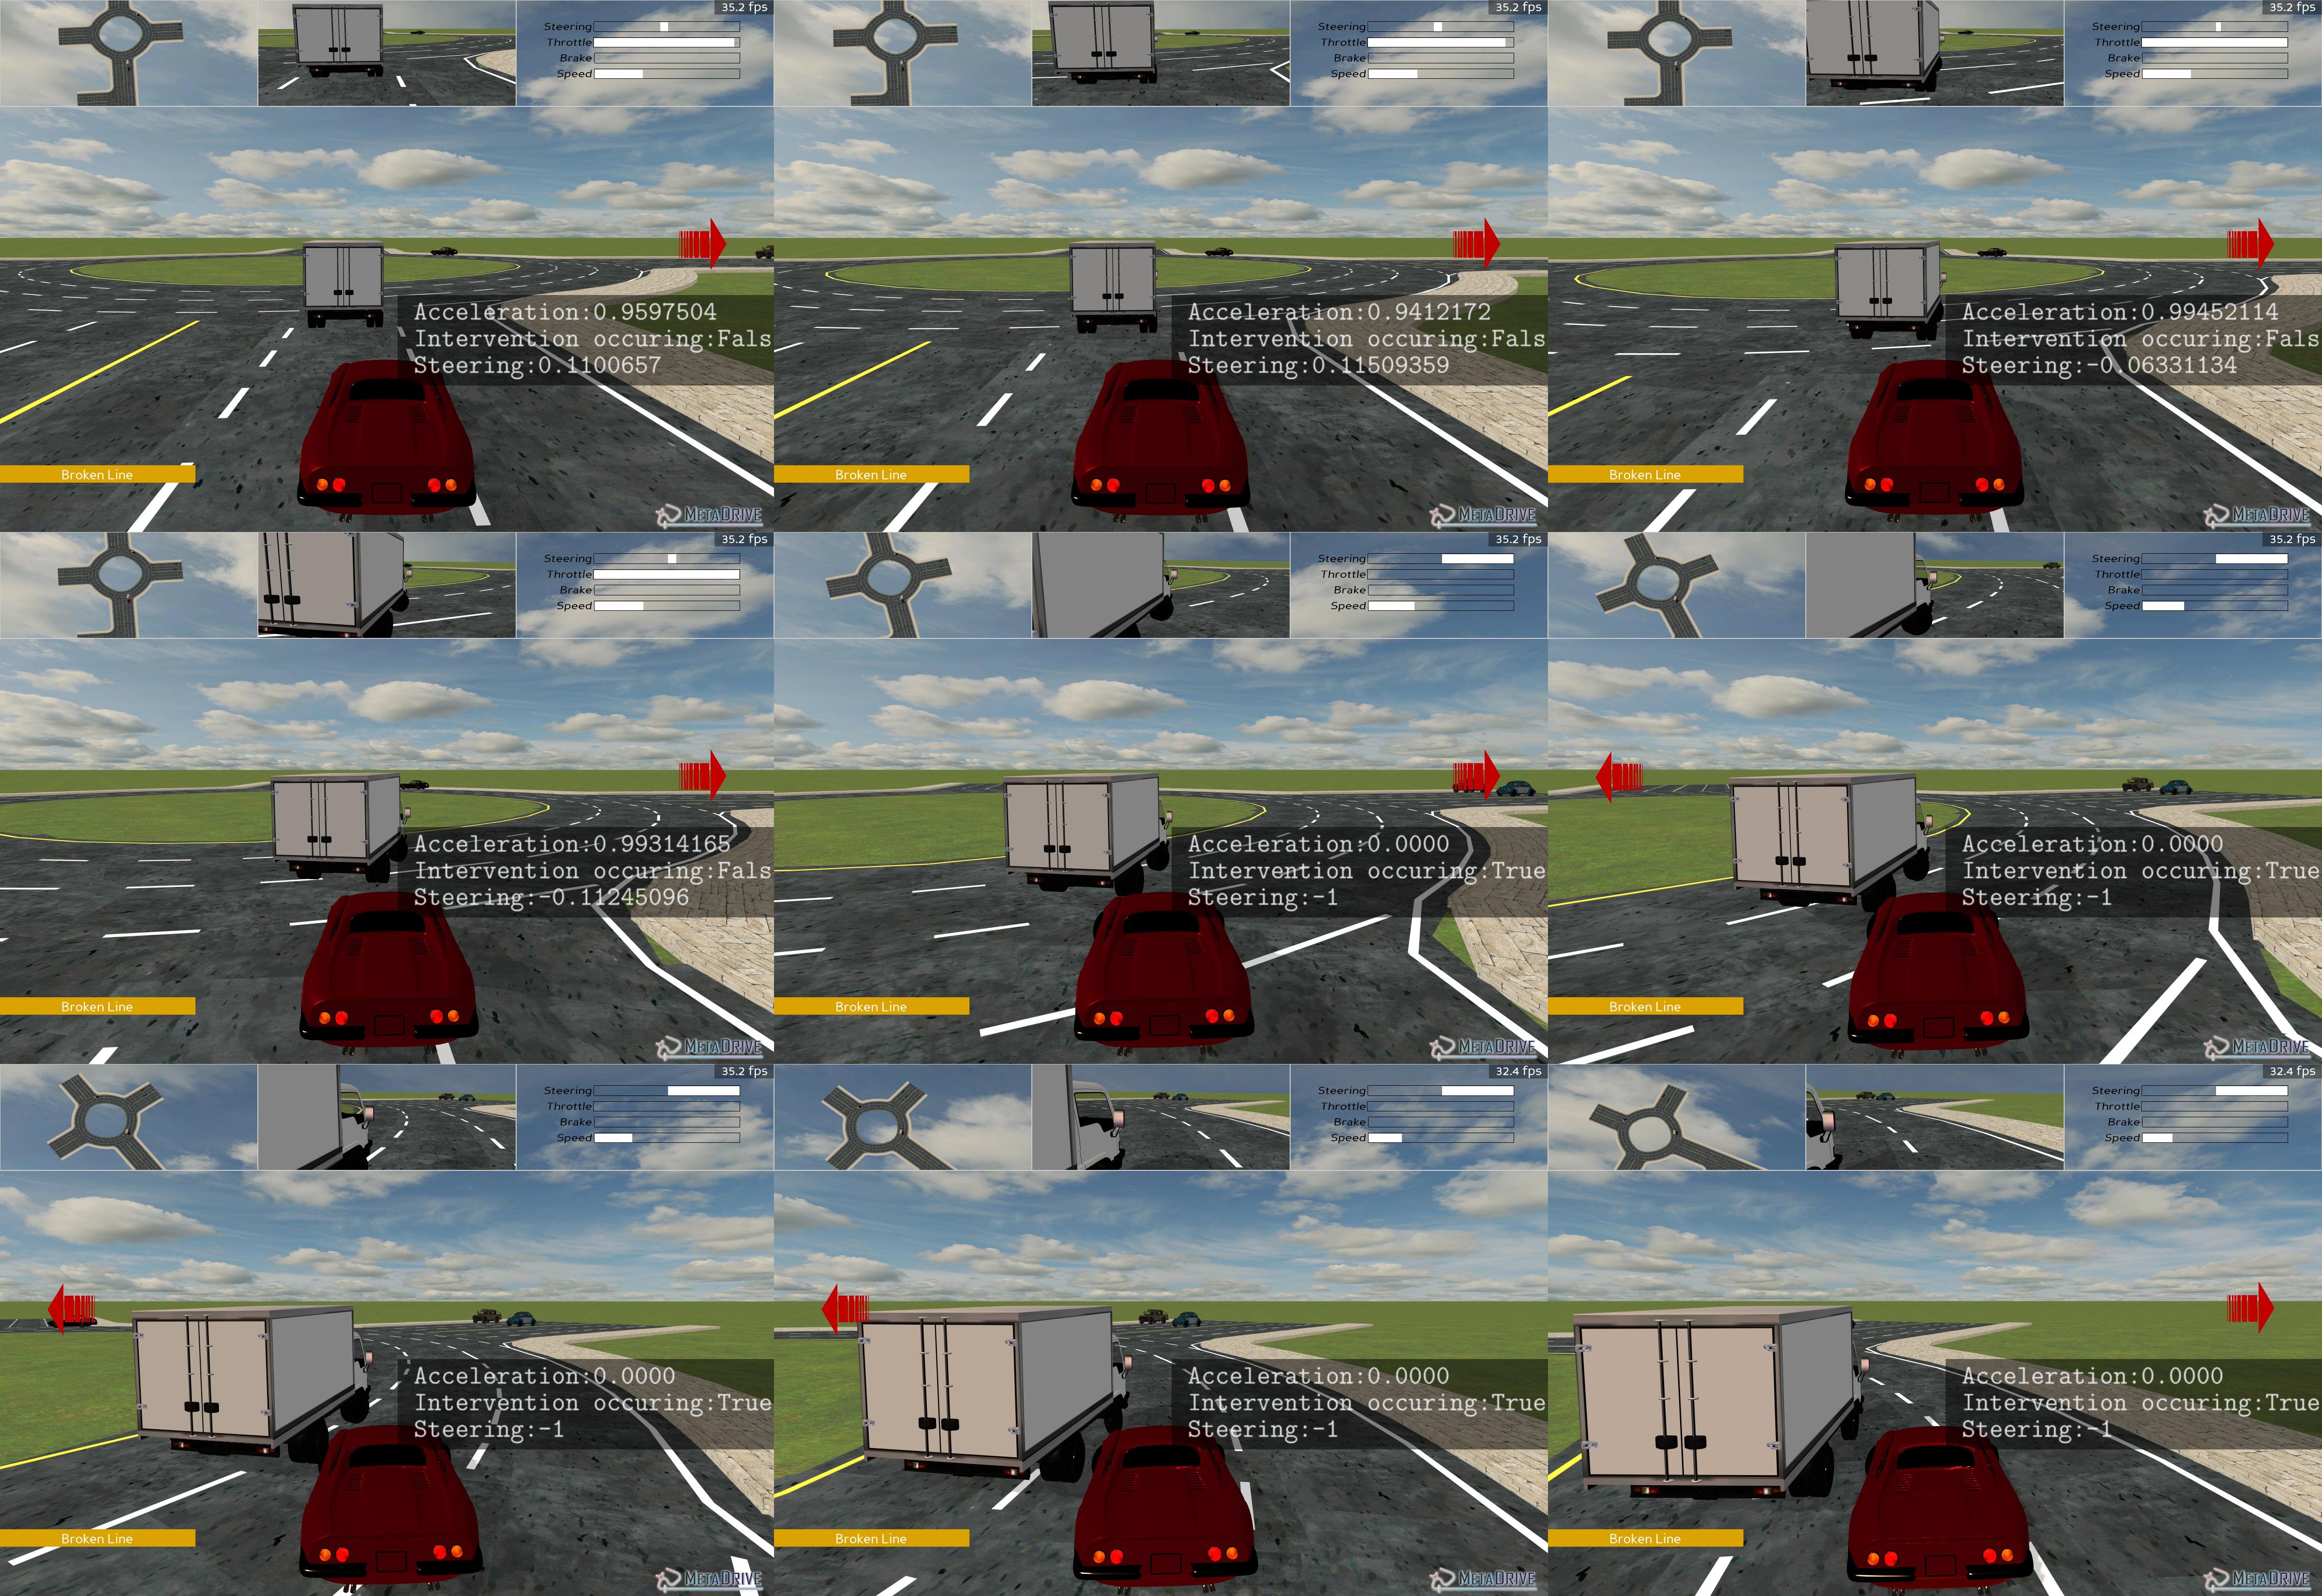 35.2 fps
Steering
Throttle
Brake
Speed
Acceleration:0.9597504
Intervention occuring:Fals
Steering:0.1100657
Broken Line
METADRIVE
35.2 fps
Steering
Throttle
Brake
Speed
Acceleration:0.9412172
Intervention occuring:Fals
Steering:0.11509359
Broken Line
METADRIVE
35.2 fps
Steering
Throttle
Brake
Speed
Acceleration:0.99452114
Intervention occuring:Fals
Steering:-0.06331134
Broken Line
METADRIVE
35.2 fps
Steering
Throttle
Brake
Speed
Acceleration:0.99314165
Intervention occuring:Fals
Steering:-0.11245096
Broken Line
METADRIVE
35.2 fps
Steering
Throttle
Brake
Speed
Acceleration:0.0000
Intervention occuring:True
Steering:-1
Broken Line
METADRIVE
35.2 fps
Steering
Throttle
Brake
Speed
Acceleration:0.0000
Intervention occuring:True
Steering:-1
Broken Line
METADRIVE
35.2 fps
Steering
Throttle
Brake
Speed
Acceleration:0.0000
Intervention occuring:True
Steering:-1
Broken Line
METADRIVE
32.4 fps
Steering
Throttle
Brake
Speed
Acceleration:0.0000
Intervention occuring:True
Steering:-1
Broken Line
METADRIVE
32.4 fps
Steering
Throttle
Brake
Speed
Acceleration:0.0000
Intervention occuring:True
Steering:-1
Broken Line
METADRIVE